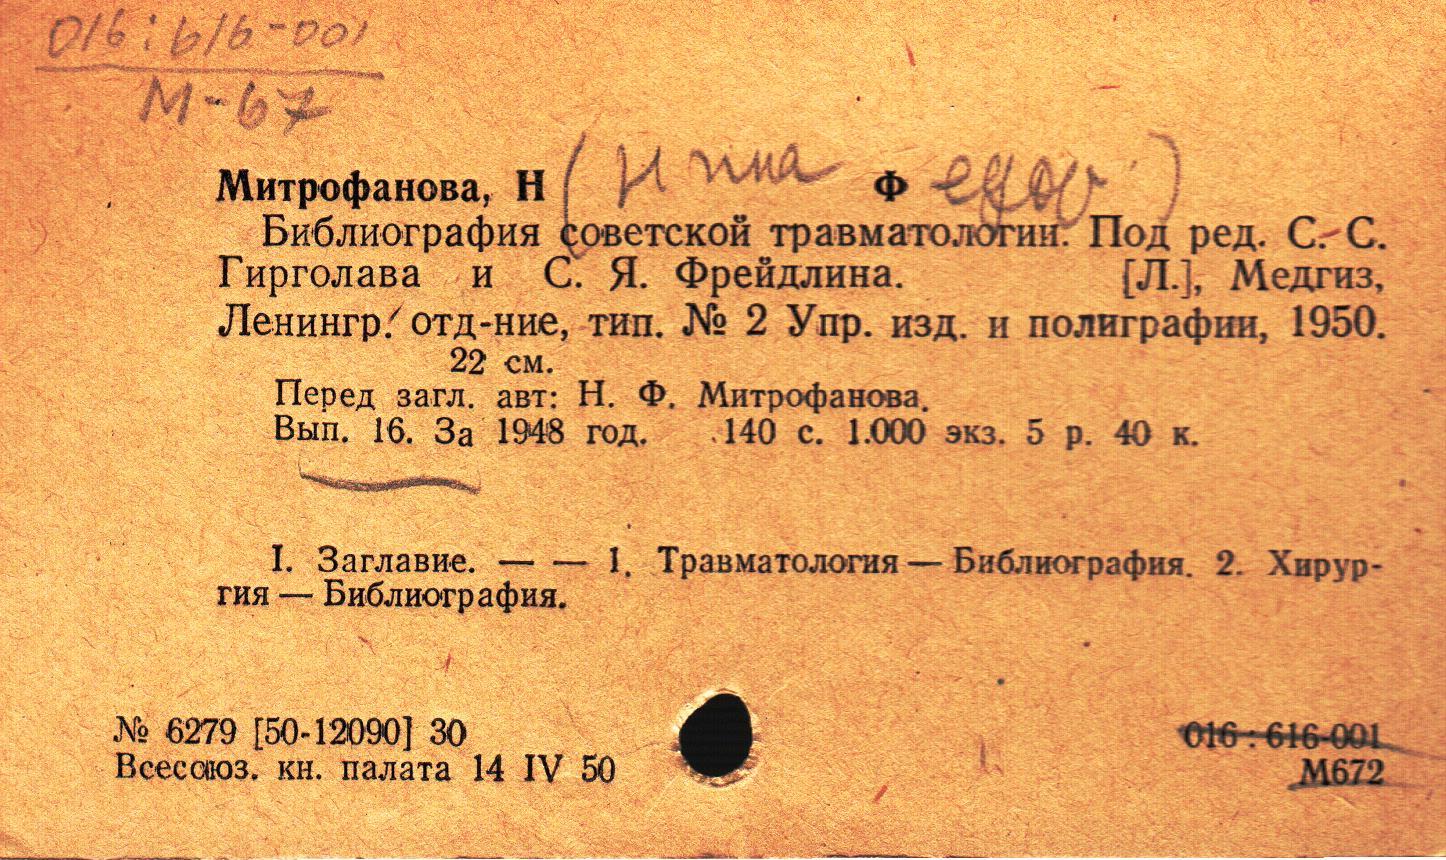 016:616-001
М-67
Митрофанова, Н (Нина Федор)
Библиография советской травматологии. Под ред. С. С.
Гирголава и С. Я. Фрейдлина. [Л.], Медгиз,
Ленингр. отд-ние, тип. № 2 Упр. изд. и полиграфии, 1950.
22 см.
Перед загл. авт: Н. Ф. Митрофанова.
Вып. 16. За 1948 год. 140 с. 1.000 экз. 5 р. 40 к.
I. Заглавие. — — 1. Травматология — Библиография. 2. Хирур-
гия — Библиография.
№ 6279 [50-12090] 30
Всесоюз. кн. палата 14 IV 50
016 : 616-001
М672